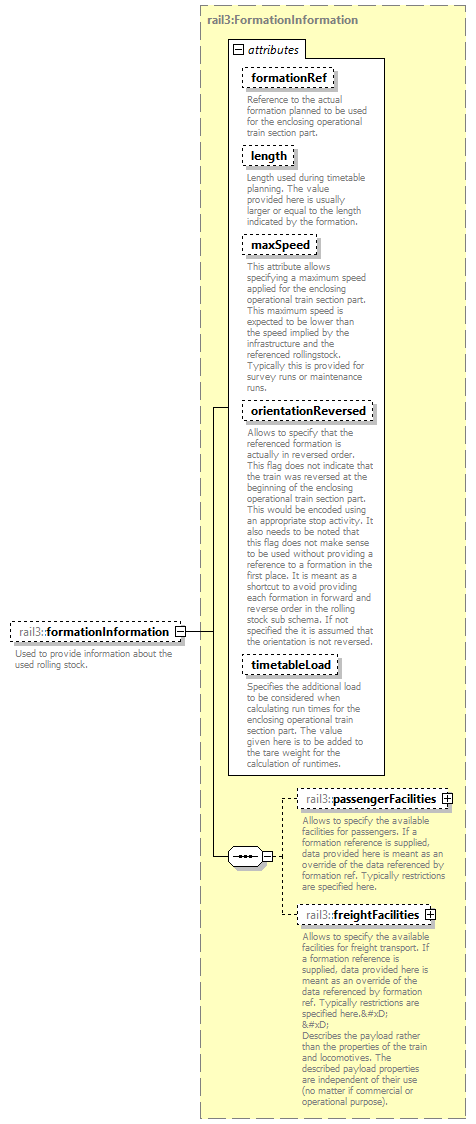 rail3:FormationInformation
attributes
formationRef
Reference to the actual
formation planned to be used
for the enclosing operational
train section part.
length
Length used during timetable
planning. The value
provided here is usually
larger or equal to the length
indicated by the formation.
maxSpeed
This attribute allows
specifying a maximum speed
applied for the enclosing
operational train section part.
This maximum speed is
expected to be lower than
the speed implied by the
infrastructure and the
referenced rollingstock.
Typically this is provided for
survey runs or maintenance
runs.
orientationReversed
Allows to specify that the
referenced formation is
actually in reversed order.
This flag does not indicate that
the train was reversed at the
beginning of the enclosing
operational train section part.
This would be encoded using
an appropriate stop activity. It
also needs to be noted that
this flag does not make sense
to be used without providing a
reference to a formation in the
first place. It is meant as a
shortcut to avoid providing
each formation in forward and
reverse order in the rolling
stock sub schema. If not
specified the it is assumed that
the orientation is not reversed.
rail3::formationInformation
Used to provide information about the
used rolling stock.
timetableLoad
Specifies the additional load
to be considered when
calculating run times for the
enclosing operational train
section part. The value
given here is to be added to
the tare weight for the
calculation of runtimes.
rail3::passengerFacilities
Allows to specify the available
facilities for passengers. If a
formation reference is supplied,
data provided here is meant as an
override of the data referenced by
formation ref. Typically restrictions
are specified here.
rail3::freightFacilities
Allows to specify the available
facilities for freight transport. If
a formation reference is
supplied, data provided here is
meant as an override of the
data referenced by formation
ref. Typically restrictions are
specified here.&#xD;
&#xD;
Describes the payload rather
than the properties of the train
and locomotives. The
described payload properties
are independent of their use
(no matter if commercial or
operational purpose).